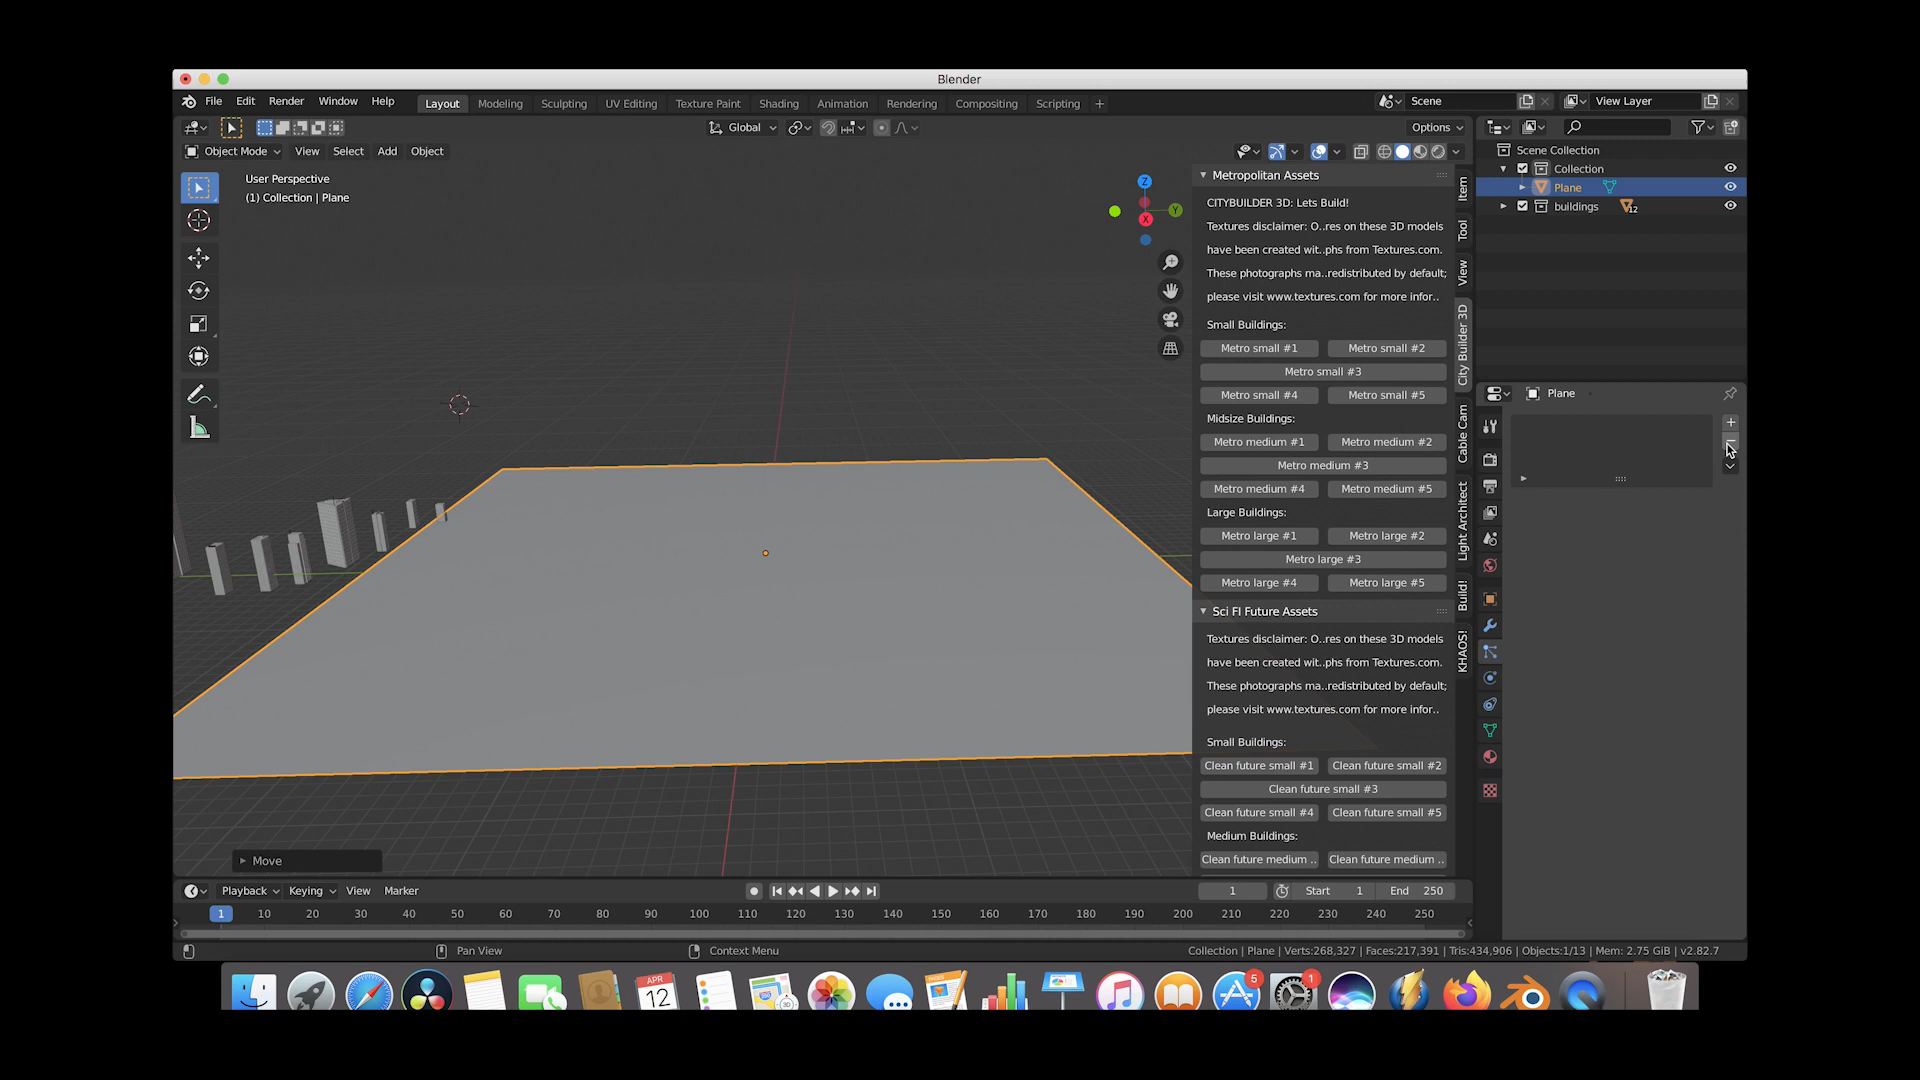 Blender
File Edit Render Window Help
Layout Modeling Sculpting UV Editing Texture Paint Shading Animation Rendering Compositing Scripting +
Scene
View Layer
Global
Options
Object Mode View Select Add Object
User Perspective
(1) Collection | Plane
Z
Y
X
Metropolitan Assets
CITYBUILDER 3D: Lets Build!
Textures disclaimer: O..res on these 3D models
have been created wit..phs from Textures.com.
These photographs ma..redistributed by default;
please visit www.textures.com for more infor..
Small Buildings:
Metro small #1 Metro small #2
Metro small #3
Metro small #4 Metro small #5
Midsize Buildings:
Metro medium #1 Metro medium #2
Metro medium #3
Metro medium #4 Metro medium #5
Large Buildings:
Metro large #1 Metro large #2
Metro large #3
Metro large #4 Metro large #5
Sci FI Future Assets
Textures disclaimer: O..res on these 3D models
have been created wit..phs from Textures.com.
These photographs ma..redistributed by default;
please visit www.textures.com for more infor..
Small Buildings:
Clean future small #1 Clean future small #2
Clean future small #3
Clean future small #4 Clean future small #5
Medium Buildings:
Clean future medium .. Clean future medium ..
Item
Tool
View
City Builder 3D
Cable Cam
Light Architect
Build!
KHAOS!
Scene Collection
Collection
Plane
buildings 12
Plane
Move
Playback Keying View Marker
1 Start 1 End 250
1 10 20 30 40 50 60 70 80 90 100 110 120 130 140 150 160 170 180 190 200 210 220 230 240 250
Pan View
Context Menu
Collection | Plane | Verts:268,327 | Faces:217,391 | Tris:434,906 | Objects:1/13 | Mem: 2.75 GiB | v2.82.7
APR
12
5
1